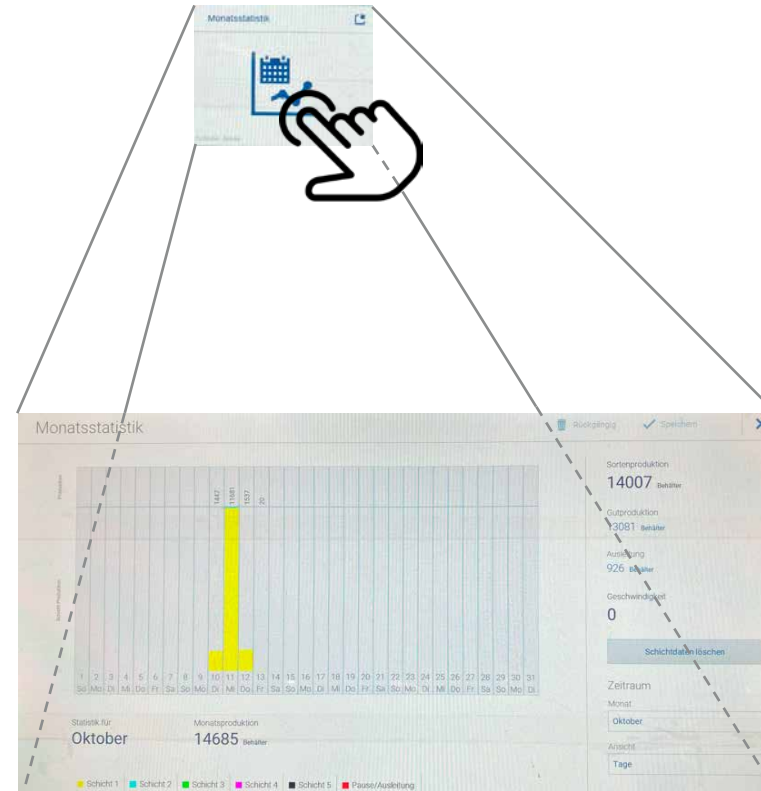 Monatsstatistik
Monatsstatistik
Rückgängig Speichern
Sortenproduktion
14007 Behälter
Gutproduktion
13081 Behälter
Ausleitung
926 Behälter
Geschwindigkeit
0
Schichtdaten löschen
Zeitraum
Monat
Oktober
Ansicht
Tage
1447 11681 1537 20
1 2 3 4 5 6 7 8 9 10 11 12 13 14 15 16 17 18 19 20 21 22 23 24 25 26 27 28 29 30 31
So Mo Di Mi Do Fr Sa So Mo Di Mi Do Fr Sa So Mo Di Mi Do Fr Sa So Mo Di Mi Do Fr Sa So Mo Di
Statistik für
Oktober
Monatsproduktion
14685 Behälter
Schicht 1 Schicht 2 Schicht 3 Schicht 4 Schicht 5 Pause/Ausleitung